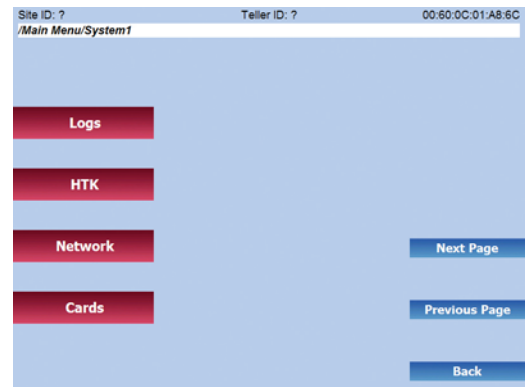 Site ID: ? Teller ID: ? 00:60:0C:01:A8:6C
/Main Menu/System1
Logs
HTK
Network Next Page
Cards Previous Page
Back